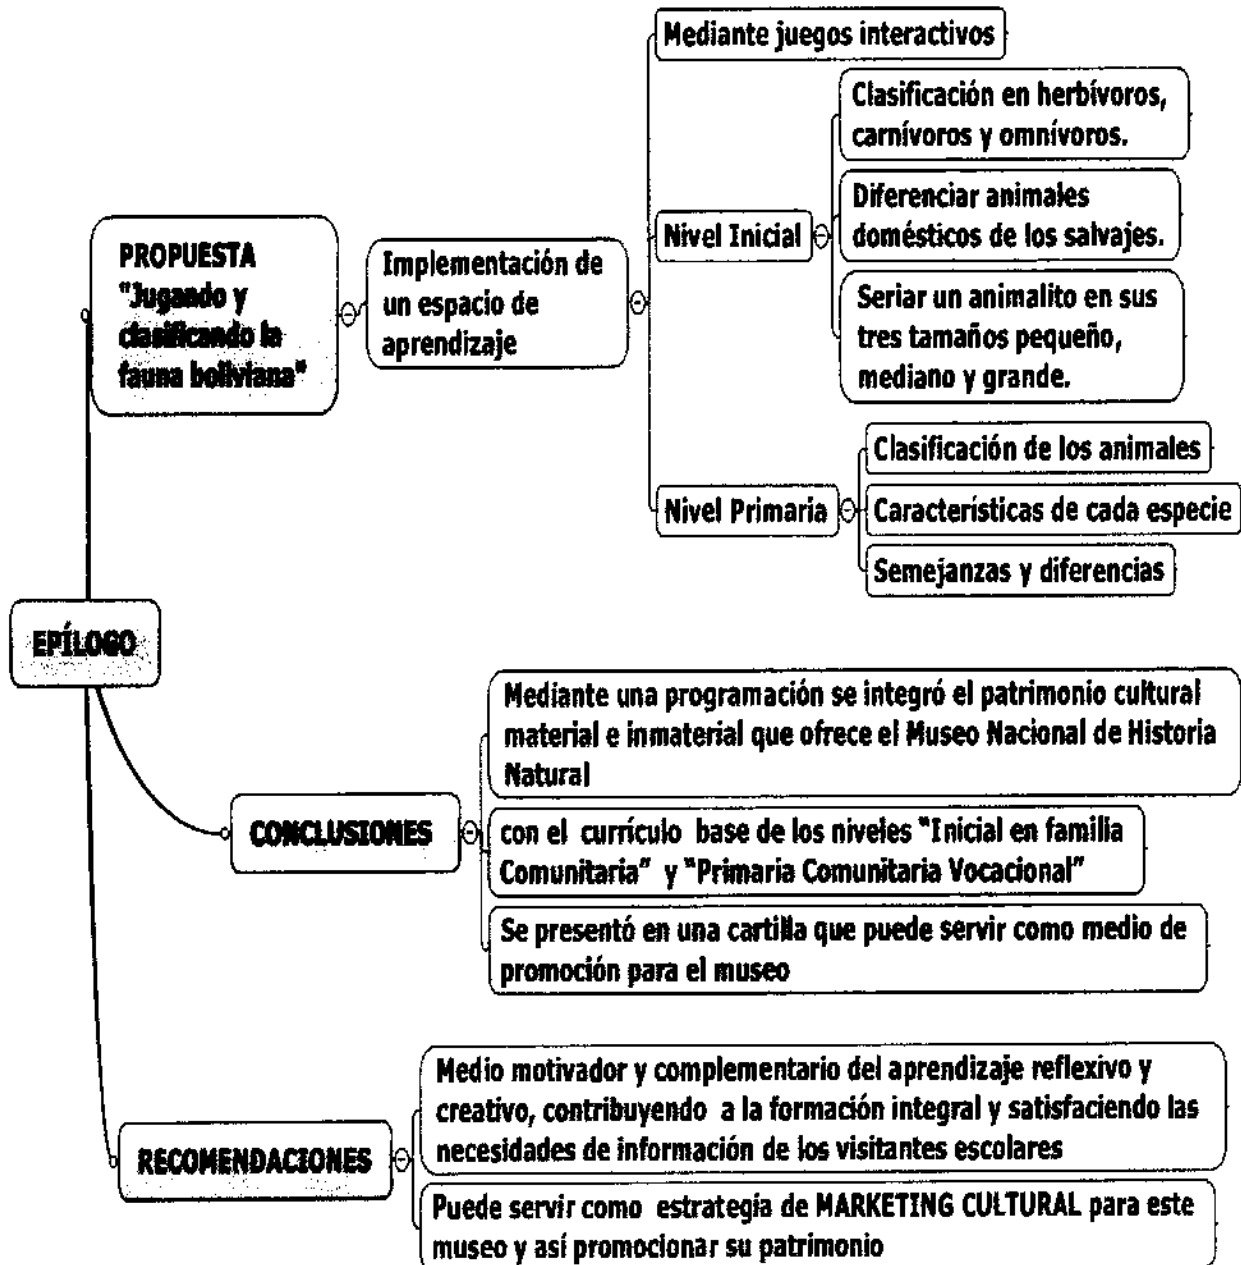 EPÍLOGO
PROPUESTA
"Jugando y
clasificando la
fauna boliviana"
Implementación de
un espacio de
aprendizaje
Mediante juegos interactivos
Nivel Inicial
Clasificación en herbívoros,
carnívoros y omnívoros.
Diferenciar animales
domésticos de los salvajes.
Seriar un animalito en sus
tres tamaños pequeño,
mediano y grande.
Nivel Primaria
Clasificación de los animales
Características de cada especie
Semejanzas y diferencias
CONCLUSIONES
Mediante una programación se integró el patrimonio cultural
material e inmaterial que ofrece el Museo Nacional de Historia
Natural
con el currículo base de los niveles "Inicial en familia
Comunitaria" y "Primaria Comunitaria Vocacional"
Se presentó en una cartilla que puede servir como medio de
promoción para el museo
RECOMENDACIONES
Medio motivador y complementario del aprendizaje reflexivo y
creativo, contribuyendo a la formación integral y satisfaciendo las
necesidades de información de los visitantes escolares
Puede servir como estrategia de MARKETING CULTURAL para este
museo y así promocionar su patrimonio